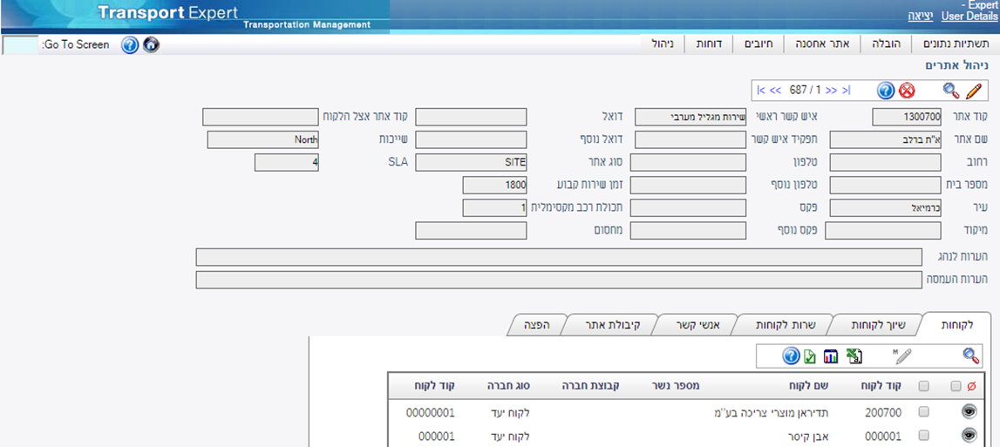 Transport Expert
Transportation Management
Expert -
User Details יציאה
תשתיות נתונים הובלה אתר אחסנה חיובים דוחות ניהול
Go To Screen:
ניהול אתרים
|< << 687 / 1 >> >|
קוד אתר 1300700 איש קשר ראשי שירות מגליל מערבי דואל קוד אתר אצל הלקוח
שם אתר א"ח ברלב תפקיד איש קשר דואל נוסף שייכות North
רחוב טלפון סוג אתר SITE SLA 4
מספר בית טלפון נוסף זמן שירות קבוע 1800
עיר כרמיאל פקס תכולת רכב מקסימלית 1
מיקוד פקס נוסף מחסום
הערות לנהג
הערות העמסה
לקוחות שיוך לקוחות שרות לקוחות אנשי קשר קיבולת אתר הפצה
קוד לקוח שם לקוח מספר נשר קבוצת חברה סוג חברה קוד לקוח
200700 תדיראן מוצרי צריכה בע"מ לקוח יעד 00000001
000001 אבן קיסר לקוח יעד 000001